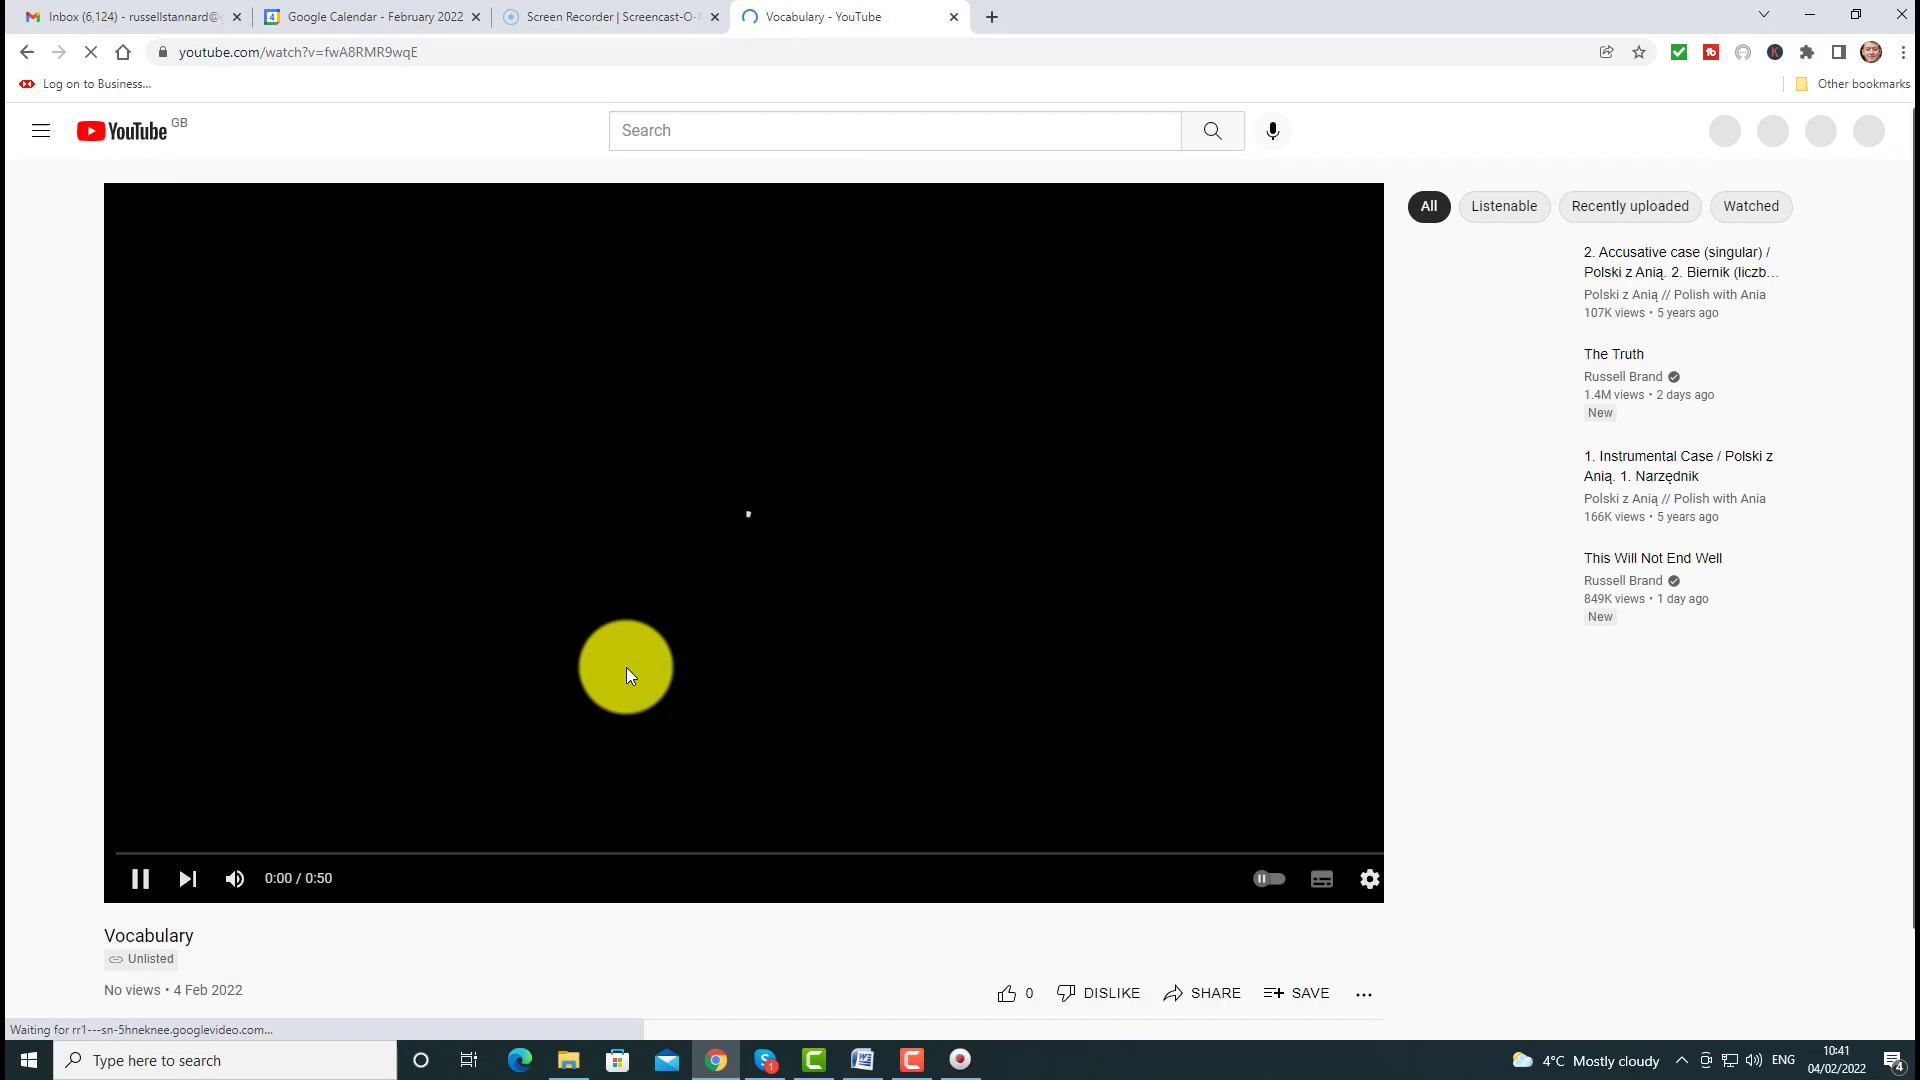 Inbox (6,124) - russellstannard@
Google Calendar - February 2022
Screen Recorder | Screencast-O-
Vocabulary - YouTube
youtube.com/watch?v=fwA8RMR9wqE
Log on to Business...
Other bookmarks
YouTube GB
Search
All
Listenable
Recently uploaded
Watched
2. Accusative case (singular) /
Polski z Anią. 2. Biernik (liczb...
Polski z Anią // Polish with Ania
107K views • 5 years ago
The Truth
Russell Brand
1.4M views • 2 days ago
New
1. Instrumental Case / Polski z
Anią. 1. Narzędnik
Polski z Anią // Polish with Ania
166K views • 5 years ago
This Will Not End Well
Russell Brand
849K views • 1 day ago
New
0:00 / 0:50
Vocabulary
Unlisted
No views • 4 Feb 2022
0
DISLIKE
SHARE
SAVE
Waiting for rr1---sn-5hneknee.googlevideo.com...
Type here to search
4°C Mostly cloudy
ENG
10:41
04/02/2022
4